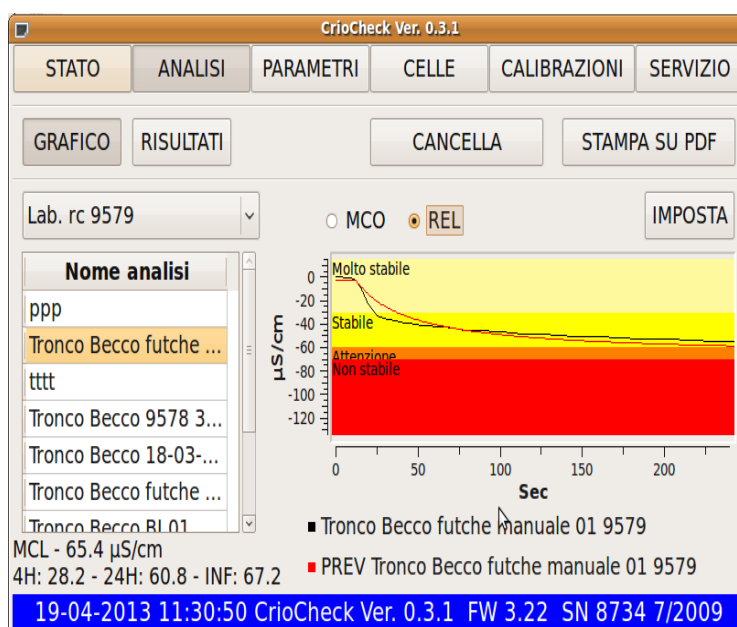 CrioCheck Ver. 0.3.1
STATO ANALISI PARAMETRI CELLE CALIBRAZIONI SERVIZIO
GRAFICO RISULTATI CANCELLA STAMPA SU PDF
Lab. rc 9579 MCO REL IMPOSTA
Nome analisi
ppp
Tronco Becco futche ...
tttt
Tronco Becco 9578 3...
Tronco Becco 18-03-...
Tronco Becco futche ...
Tronco Becco BL01
MCL - 65.4 µS/cm
4H: 28.2 - 24H: 60.8 - INF: 67.2
µS/cm
0
-20
-40
-60
-80
-100
-120
Molto stabile
Stabile
Attenzione
Non stabile
0 50 100 150 200
Sec
Tronco Becco futche manuale 01 9579
PREV Tronco Becco futche manuale 01 9579
19-04-2013 11:30:50 CrioCheck Ver. 0.3.1 FW 3.22 SN 8734 7/2009